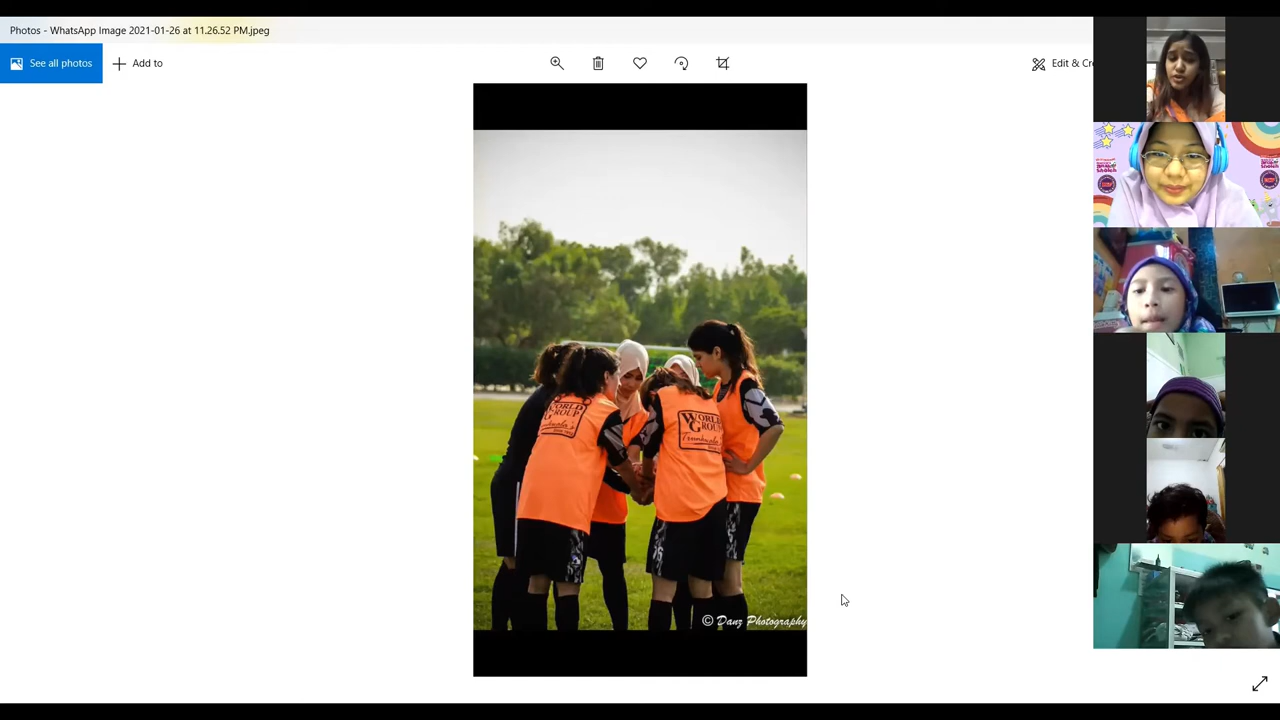 Photos - WhatsApp Image 2021-01-26 at 11.26.52 PM.jpeg
See all photos
Add to
Edit & Cr
WORLD
GROUP
WORLD
GROUP
© Danz Photography